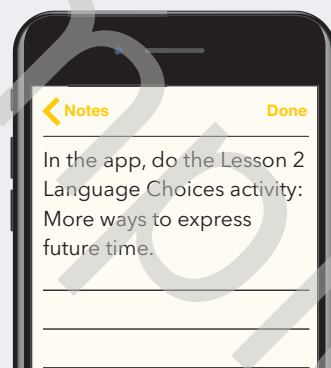 Notes
Done
In the app, do the Lesson 2
Language Choices activity:
More ways to express
future time.